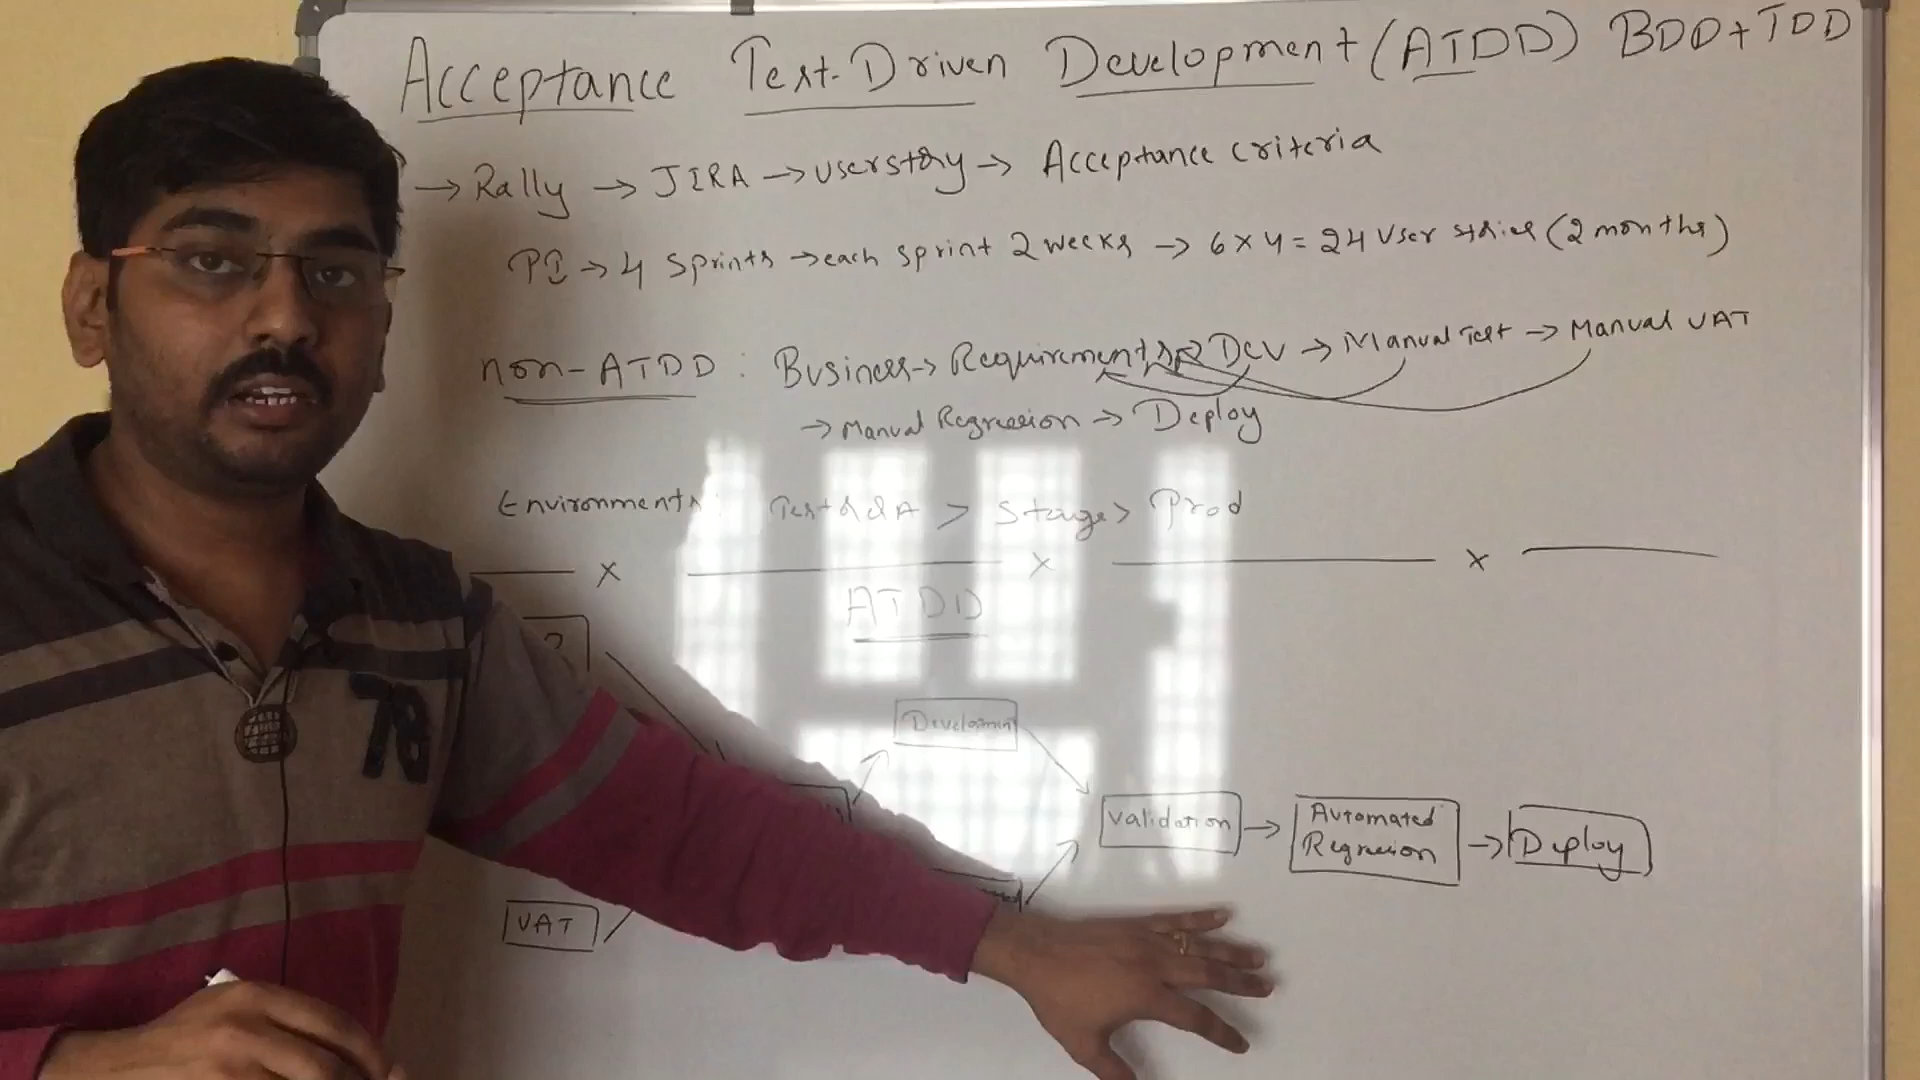 Acceptance Test-Driven Development (ATDD) BDD+TDD
→ Rally → JIRA → Userstory → Acceptance criteria
PI → 4 Sprints → each sprint 2 weeks → 6 x 4 = 24 User stories (2 months)
non-ATDD : Business → Requirements → Dev → Manual Test → Manual UAT
→ Manual Regression → Deploy
Environments : Test & QA > Stage > Prod
x x x
ATDD
?
Development
Validation → Automated Regression → Deploy
UAT
78